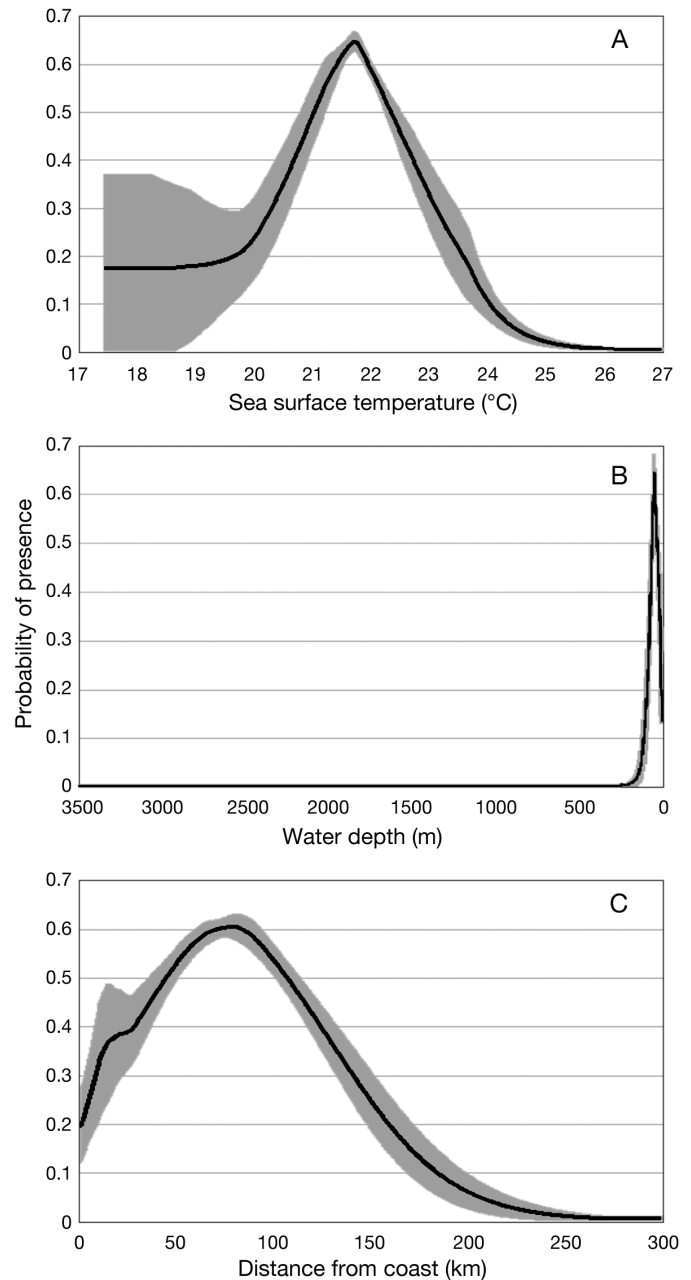 0.7
A
0.6
0.5
0.4
0.3
0.2
0.1
0
17 18 19 20 21 22 23 24 25 26 27
Sea surface temperature (°C)
Probability of presence
0.7
B
0.6
0.5
0.4
0.3
0.2
0.1
0
3500 3000 2500 2000 1500 1000 500 0
Water depth (m)
0.7
C
0.6
0.5
0.4
0.3
0.2
0.1
0
0 50 100 150 200 250 300
Distance from coast (km)